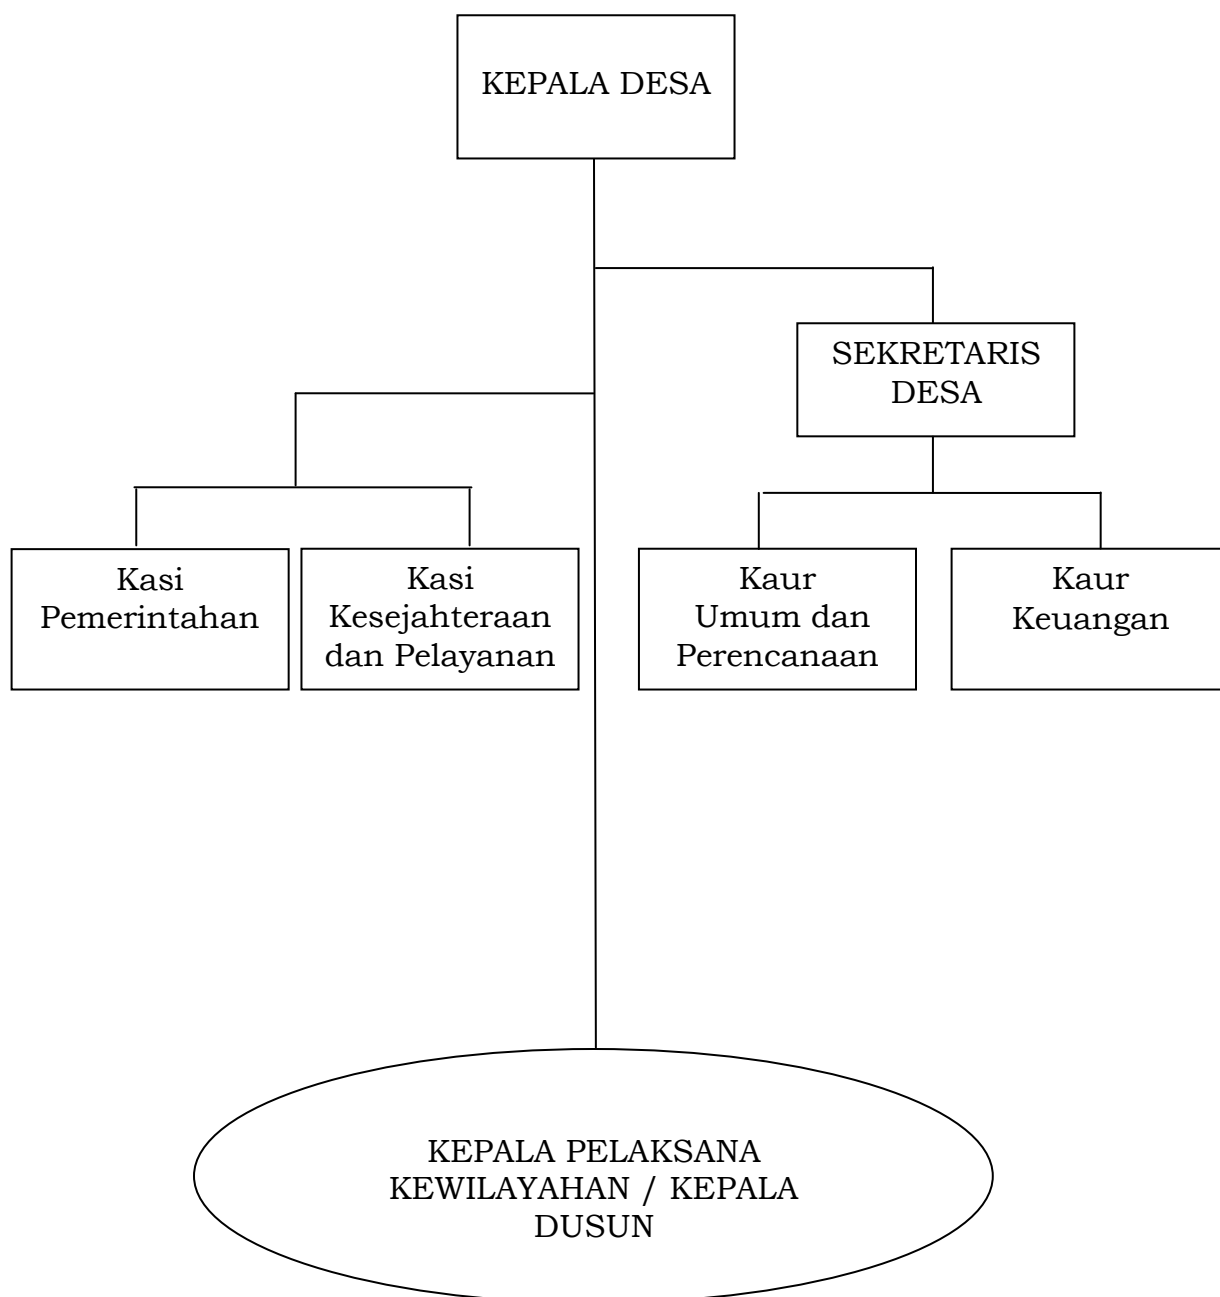 KEPALA DESA
SEKRETARIS
DESA
Kasi
Pemerintahan
Kasi
Kesejahteraan
dan Pelayanan
Kaur
Umum dan
Perencanaan
Kaur
Keuangan
KEPALA PELAKSANA
KEWILAYAHAN / KEPALA
DUSUN